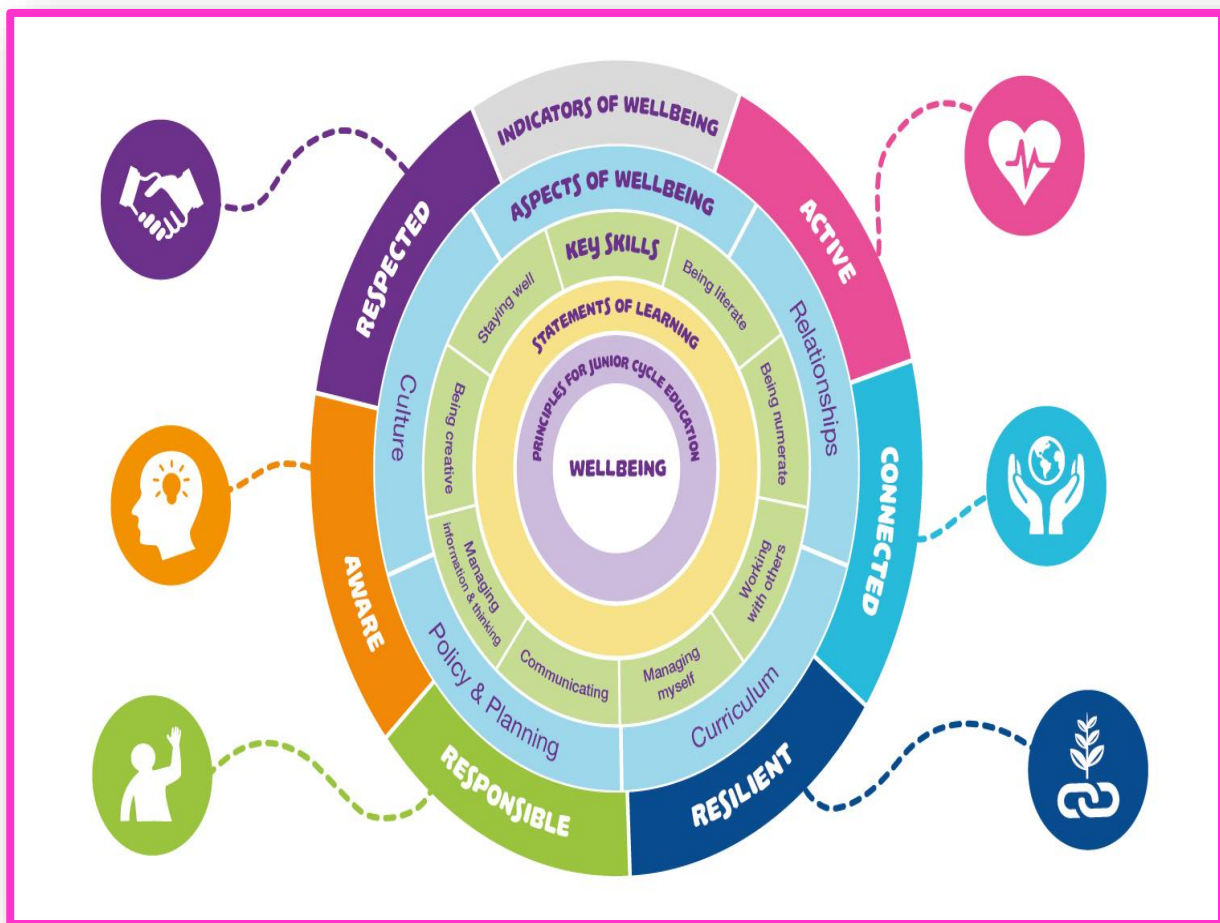 INDICATORS OF WELLBEING
ACTIVE
CONNECTED
RESILIENT
RESPONSIBLE
AWARE
RESPECTED
ASPECTS OF WELLBEING
Relationships
Curriculum
Policy & Planning
Culture
KEY SKILLS
Being literate
Being numerate
Working
with others
Managing
myself
Communicating
Managing
information & thinking
Being creative
Staying well
STATEMENTS OF LEARNING
PRINCIPLES FOR JUNIOR CYCLE EDUCATION
WELLBEING